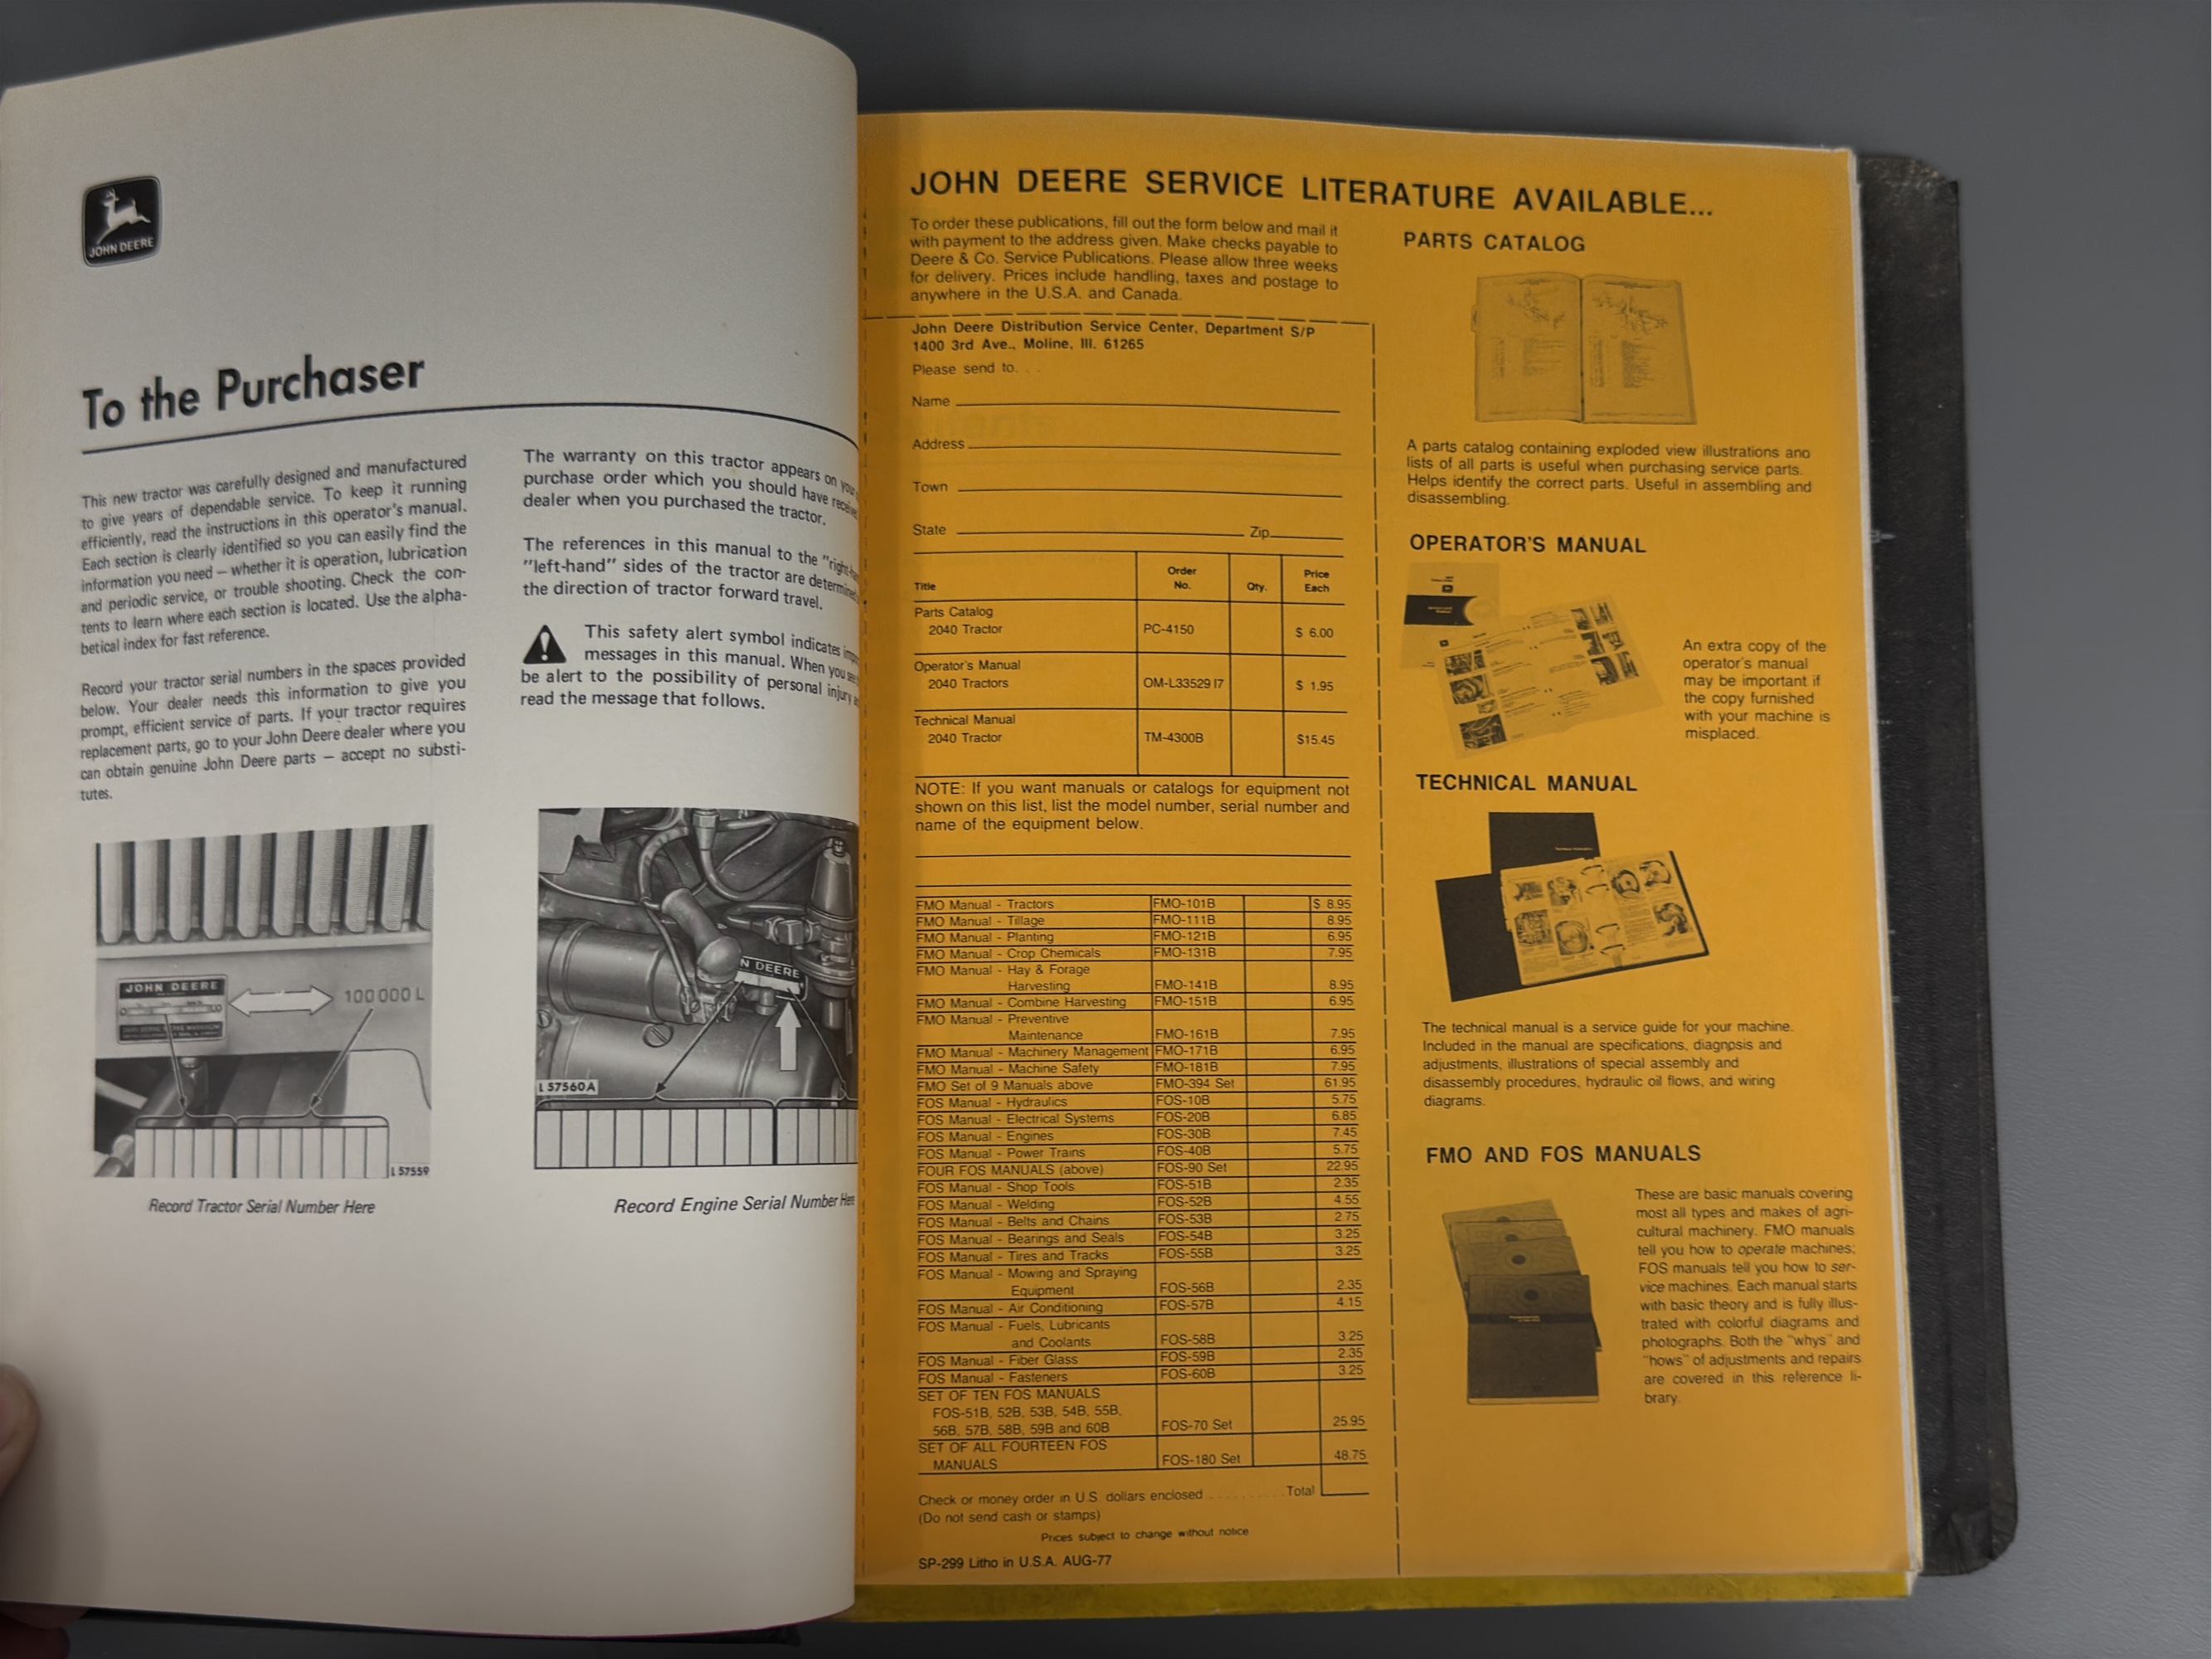 JOHN DEERE
To the Purchaser
This new tractor was carefully designed and manufactured
to give years of dependable service. To keep it running
efficiently, read the instructions in this operator's manual.
Each section is clearly identified so you can easily find the
information you need — whether it is operation, lubrication
and periodic service, or trouble shooting. Check the con-
tents to learn where each section is located. Use the alpha-
betical index for fast reference.
Record your tractor serial numbers in the spaces provided
below. Your dealer needs this information to give you
prompt, efficient service of parts. If your tractor requires
replacement parts, go to your John Deere dealer where you
can obtain genuine John Deere parts — accept no substi-
tutes.
JOHN DEERE
100000L
L 57559
Record Tractor Serial Number Here
The warranty on this tractor appears on
purchase order which you should have
dealer when you purchased the tractor.
The references in this manual to the
"left-hand" sides of the tractor are
the direction of tractor forward travel.
This safety alert symbol indicates
messages in this manual. When you
be alert to the possibility of personal injury
read the message that follows.
N DEERE
L 57560A
Record Engine Serial Number Here
JOHN DEERE SERVICE LITERATURE AVAILABLE...
To order these publications, fill out the form below and mail it
with payment to the address given. Make checks payable to
Deere & Co. Service Publications. Please allow three weeks
for delivery. Prices include handling, taxes and postage to
anywhere in the U.S.A. and Canada.
John Deere Distribution Service Center, Department S/P
1400 3rd Ave., Moline, Ill. 61265
Please send to. . .
Name
Address
Town
State Zip
Title Order No. Qty. Price Each
Parts Catalog
2040 Tractor PC-4150 $ 6.00
Operator's Manual
2040 Tractors OM-L33529 I7 $ 1.95
Technical Manual
2040 Tractor TM-4300B $15.45
NOTE: If you want manuals or catalogs for equipment not
shown on this list, list the model number, serial number and
name of the equipment below.
FMO Manual - Tractors FMO-101B $ 8.95
FMO Manual - Tillage FMO-111B 8.95
FMO Manual - Planting FMO-121B 6.95
FMO Manual - Crop Chemicals FMO-131B 7.95
FMO Manual - Hay & Forage
Harvesting FMO-141B 8.95
FMO Manual - Combine Harvesting FMO-151B 6.95
FMO Manual - Preventive
Maintenance FMO-161B 7.95
FMO Manual - Machinery Management FMO-171B 6.95
FMO Manual - Machine Safety FMO-181B 7.95
FMO Set of 9 Manuals above FMO-394 Set 61.95
FOS Manual - Hydraulics FOS-10B 5.75
FOS Manual - Electrical Systems FOS-20B 6.85
FOS Manual - Engines FOS-30B 7.45
FOS Manual - Power Trains FOS-40B 5.75
FOUR FOS MANUALS (above) FOS-90 Set 22.95
FOS Manual - Shop Tools FOS-51B 2.35
FOS Manual - Welding FOS-52B 4.55
FOS Manual - Belts and Chains FOS-53B 2.75
FOS Manual - Bearings and Seals FOS-54B 3.25
FOS Manual - Tires and Tracks FOS-55B 3.25
FOS Manual - Mowing and Spraying
Equipment FOS-56B 2.35
FOS Manual - Air Conditioning FOS-57B 4.15
FOS Manual - Fuels, Lubricants
and Coolants FOS-58B 3.25
FOS Manual - Fiber Glass FOS-59B 2.35
FOS Manual - Fasteners FOS-60B 3.25
SET OF TEN FOS MANUALS
FOS-51B, 52B, 53B, 54B, 55B,
56B, 57B, 58B, 59B and 60B FOS-70 Set 25.95
SET OF ALL FOURTEEN FOS
MANUALS FOS-180 Set 48.75
Check or money order in U.S. dollars enclosed .......... Total
(Do not send cash or stamps)
Prices subject to change without notice
SP-299 Litho in U.S.A. AUG-77
PARTS CATALOG
A parts catalog containing exploded view illustrations and
lists of all parts is useful when purchasing service parts.
Helps identify the correct parts. Useful in assembling and
disassembling.
OPERATOR'S MANUAL
An extra copy of the
operator's manual
may be important if
the copy furnished
with your machine is
misplaced.
TECHNICAL MANUAL
The technical manual is a service guide for your machine.
Included in the manual are specifications, diagnosis and
adjustments, illustrations of special assembly and
disassembly procedures, hydraulic oil flows, and wiring
diagrams.
FMO AND FOS MANUALS
These are basic manuals covering
most all types and makes of agri-
cultural machinery. FMO manuals
tell you how to operate machines;
FOS manuals tell you how to ser-
vice machines. Each manual starts
with basic theory and is fully illus-
trated with colorful diagrams and
photographs. Both the "whys" and
"hows" of adjustments and repairs
are covered in this reference li-
brary.